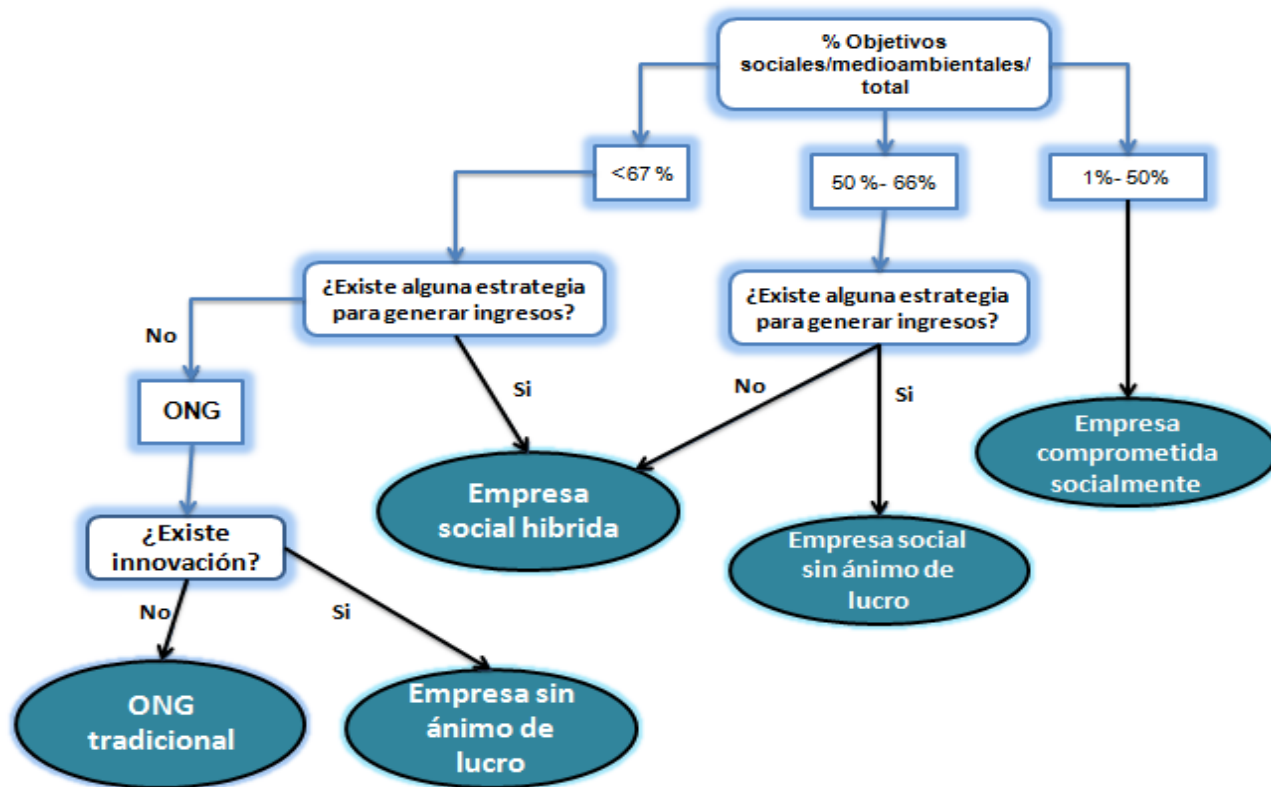 % Objetivos
sociales/medioambientales/
total
<67 %
50 %- 66%
1%- 50%
¿Existe alguna estrategia
para generar ingresos?
¿Existe alguna estrategia
para generar ingresos?
No
Si
No
Si
ONG
Empresa
comprometida
socialmente
Empresa
social hibrida
¿Existe
innovación?
Empresa social
sin ánimo de
lucro
No
Si
ONG
tradicional
Empresa sin
ánimo de
lucro